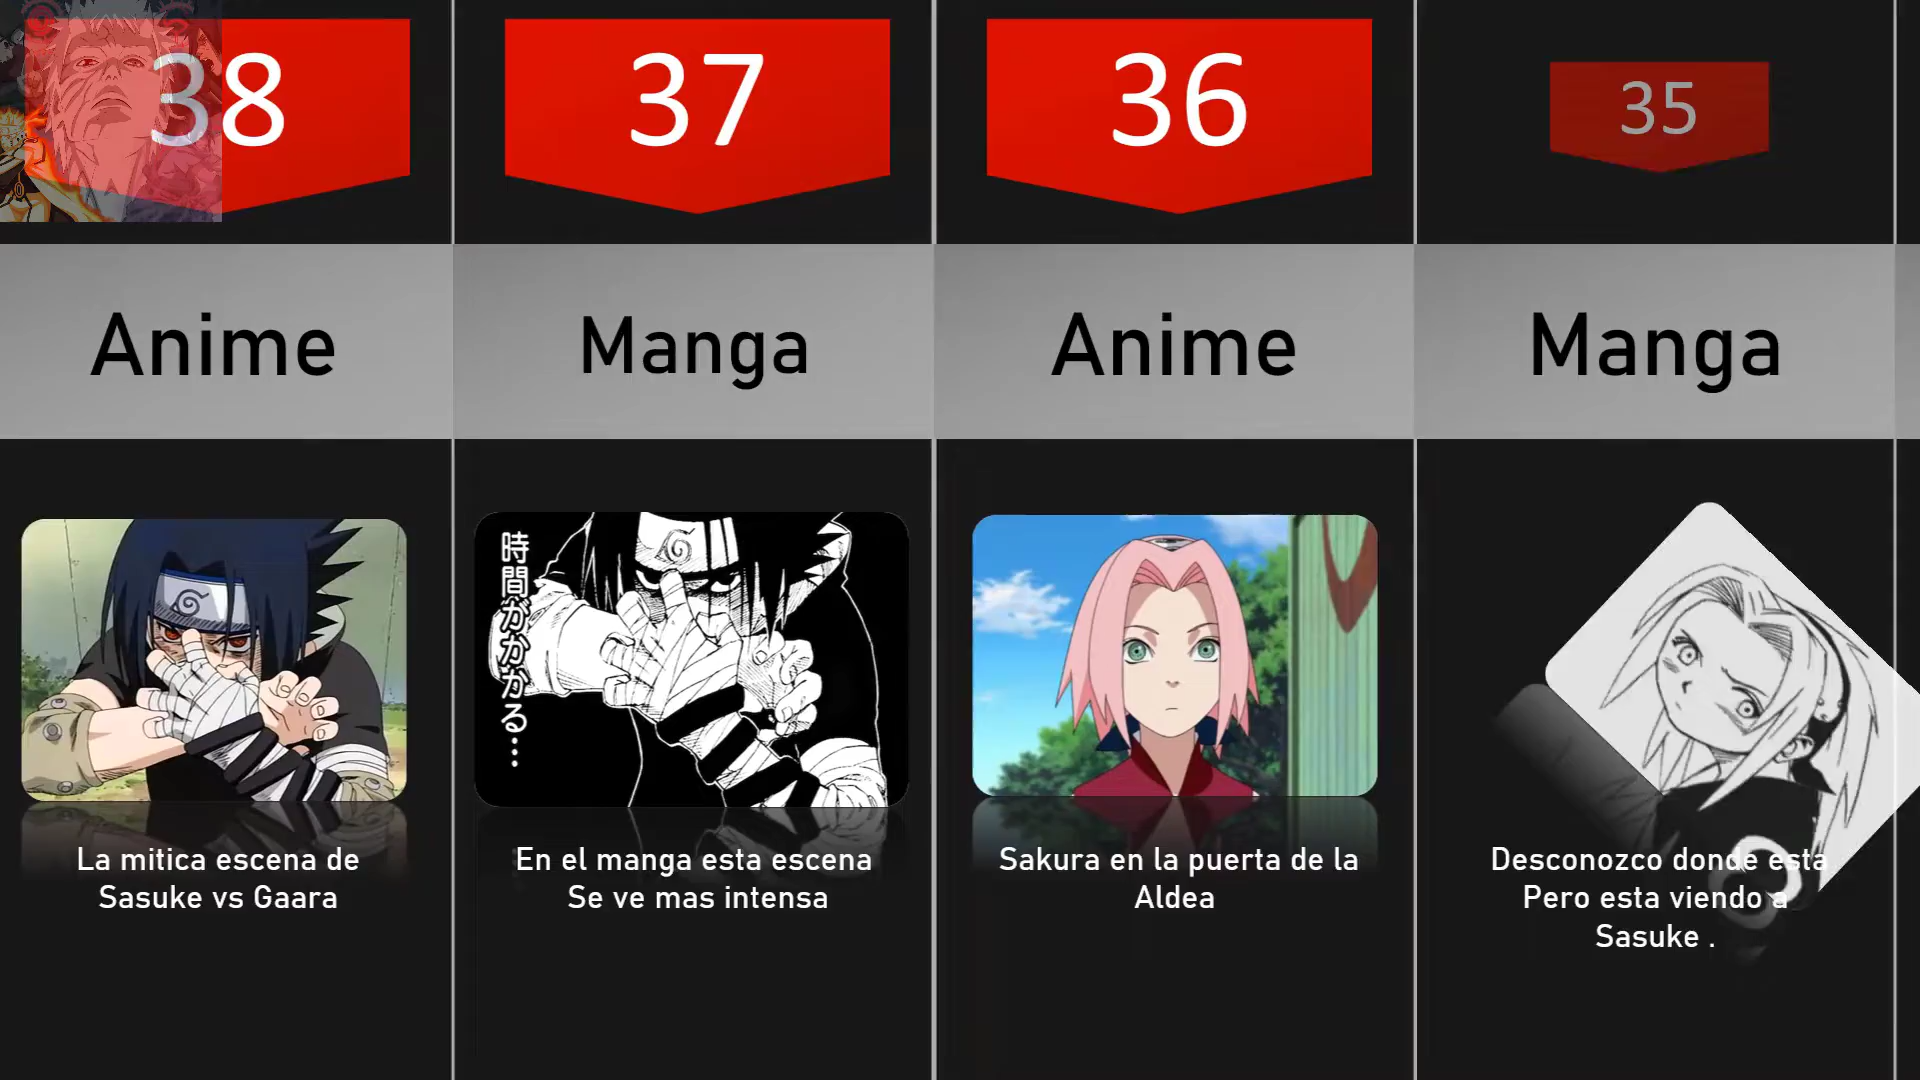 38
37
36
35
Anime
Manga
Anime
Manga
時間がかかる…
La mitica escena de
Sasuke vs Gaara
En el manga esta escena
Se ve mas intensa
Sakura en la puerta de la
Aldea
Desconozco donde esta
Pero esta viendo a
Sasuke .